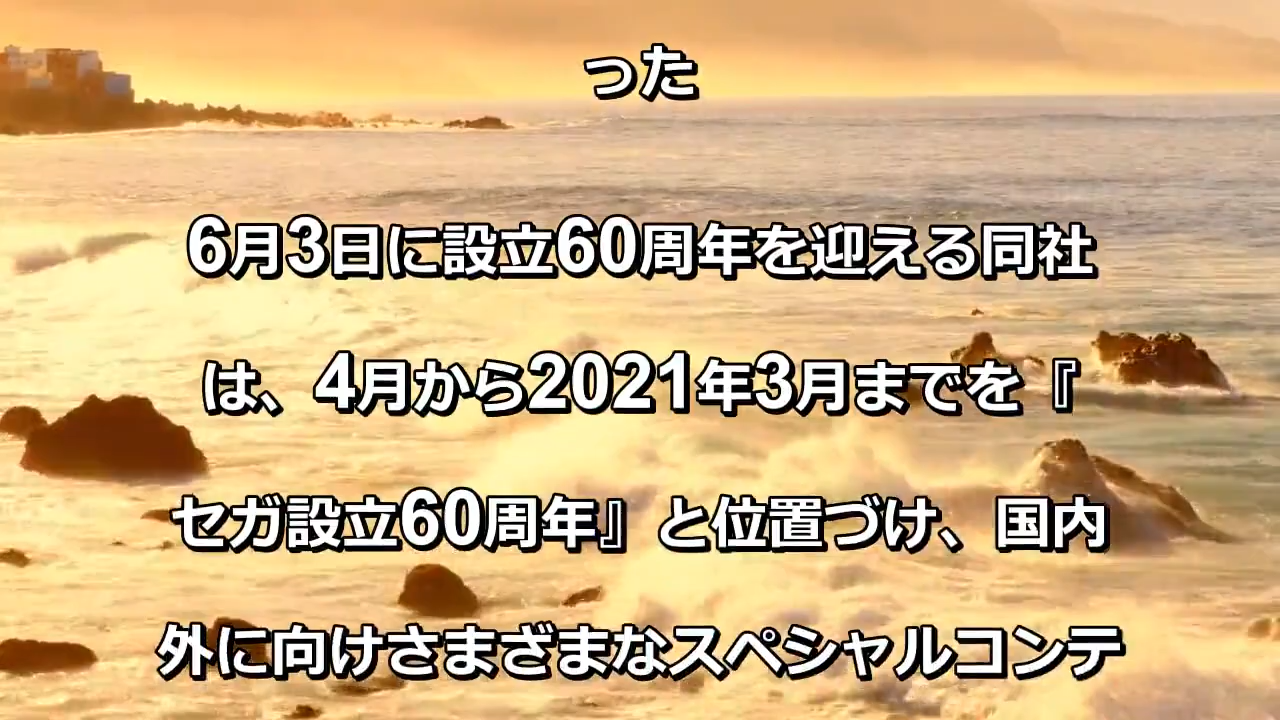 った
6月3日に設立60周年を迎える同社
は、4月から2021年3月までを『
セガ設立60周年』と位置づけ、国内
外に向けさまざまなスペシャルコンテ